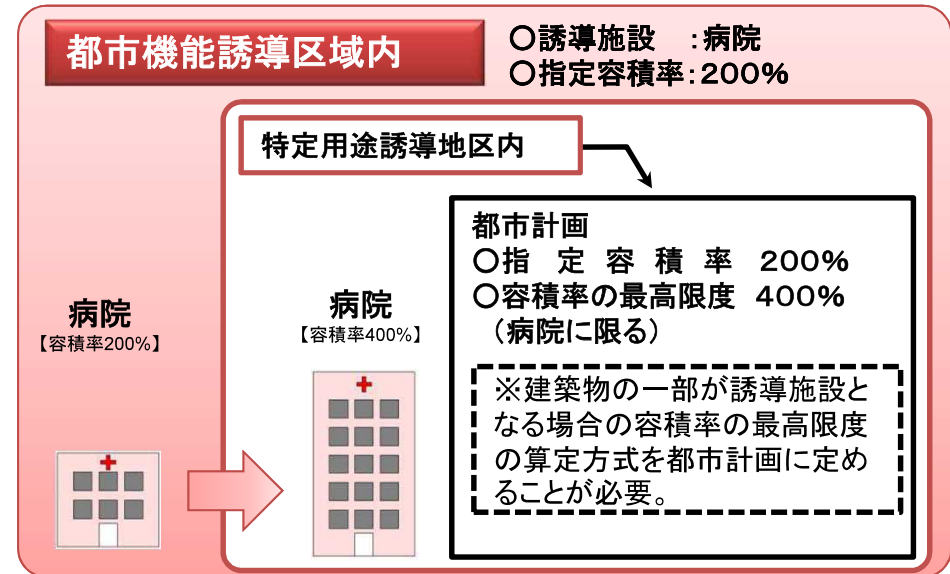 都市機能誘導区域内
○誘導施設　：病院
○指定容積率：200％
特定用途誘導地区内
都市計画
○指　定　容　積　率　200％
○容積率の最高限度　400％
（病院に限る）
※建築物の一部が誘導施設と
なる場合の容積率の最高限度
の算定方式を都市計画に定め
ることが必要。
病院
【容積率200%】
病院
【容積率400%】